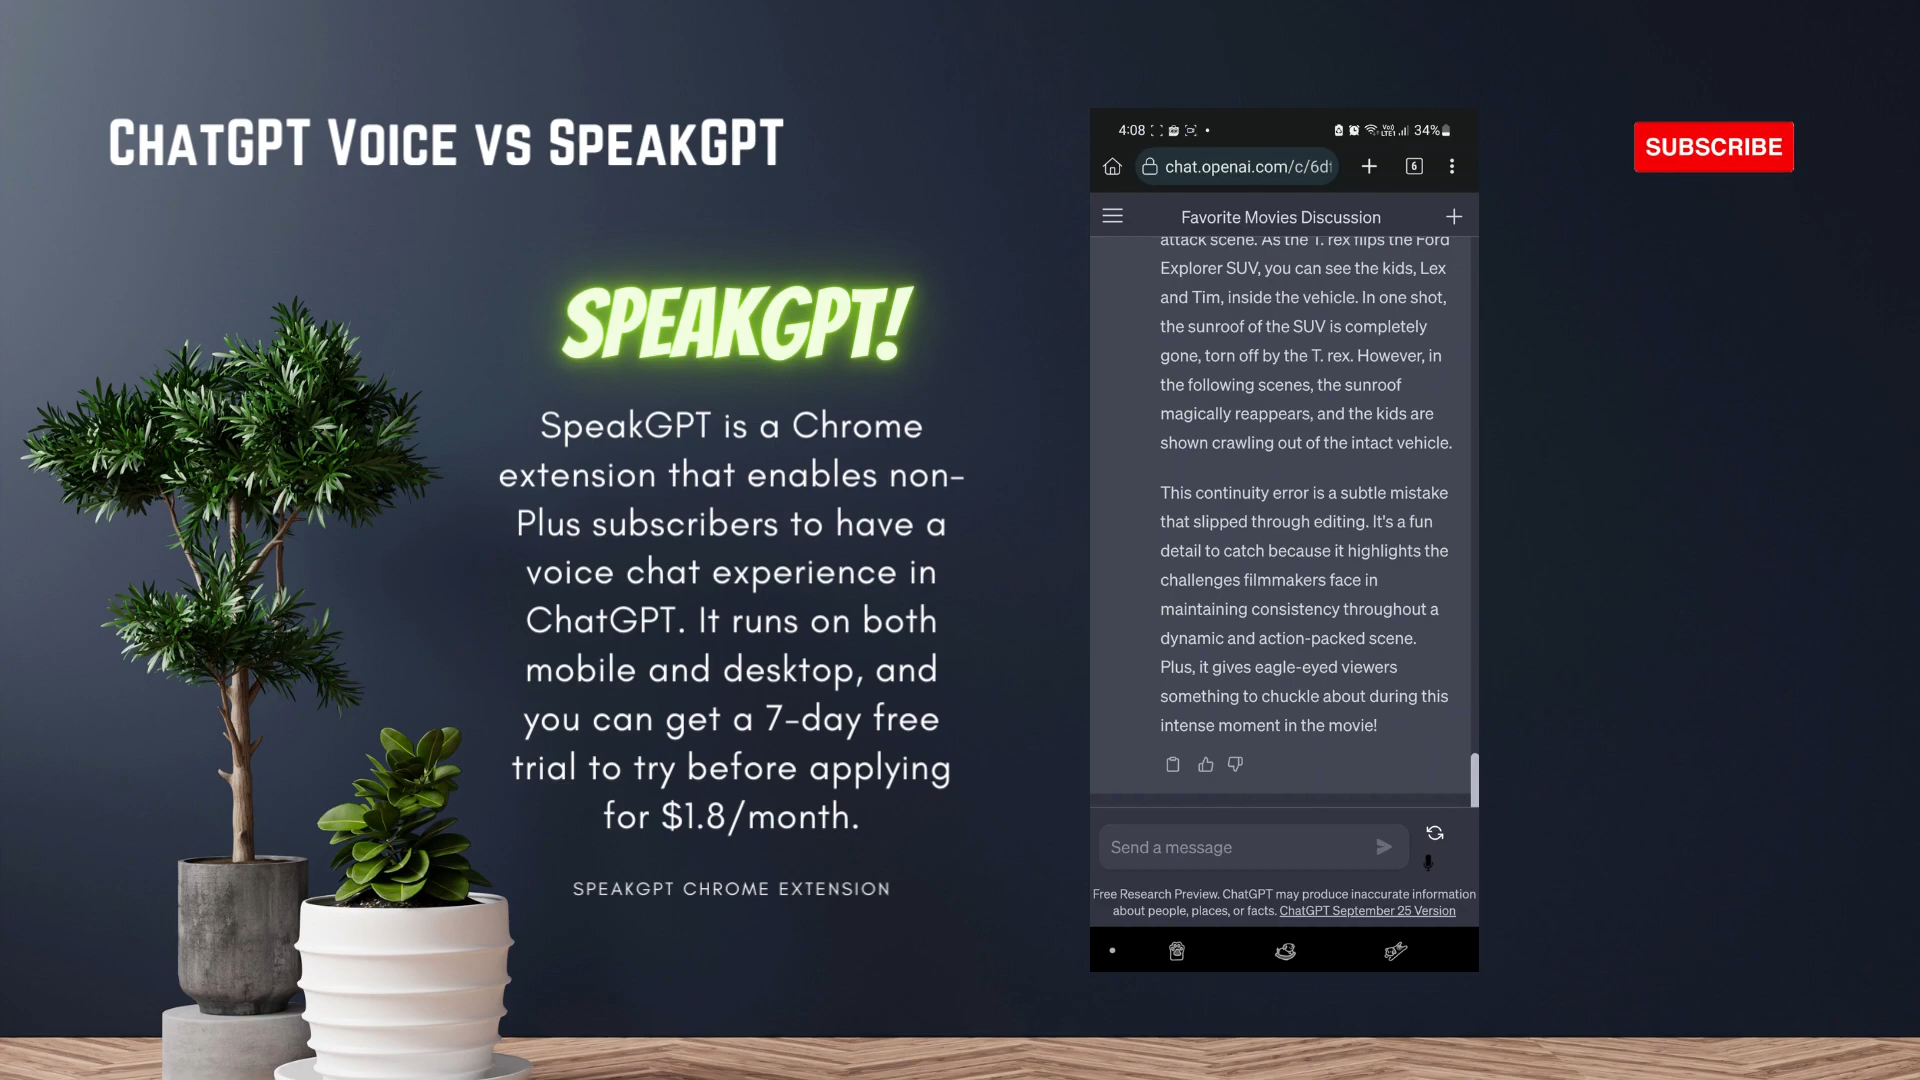 ChatGPT Voice vs SpeakGPT
SUBSCRIBE
SPEAKGPT!
SpeakGPT is a Chrome
extension that enables non-
Plus subscribers to have a
voice chat experience in
ChatGPT. It runs on both
mobile and desktop, and
you can get a 7-day free
trial to try before applying
for $1.8/month.
SPEAKGPT CHROME EXTENSION
4:08
34%
chat.openai.com/c/6d
6
Favorite Movies Discussion
attack scene. As the T. rex flips the Ford
Explorer SUV, you can see the kids, Lex
and Tim, inside the vehicle. In one shot,
the sunroof of the SUV is completely
gone, torn off by the T. rex. However, in
the following scenes, the sunroof
magically reappears, and the kids are
shown crawling out of the intact vehicle.
This continuity error is a subtle mistake
that slipped through editing. It's a fun
detail to catch because it highlights the
challenges filmmakers face in
maintaining consistency throughout a
dynamic and action-packed scene.
Plus, it gives eagle-eyed viewers
something to chuckle about during this
intense moment in the movie!
Send a message
Free Research Preview. ChatGPT may produce inaccurate information
about people, places, or facts. ChatGPT September 25 Version